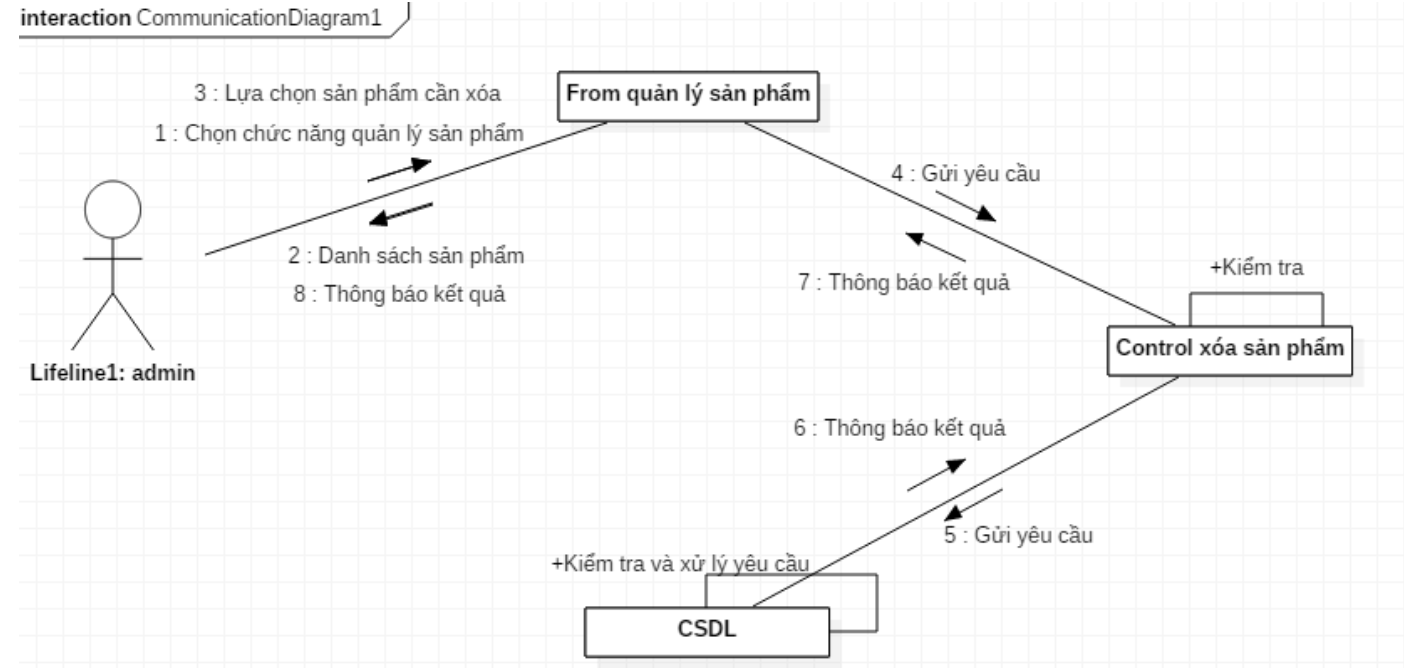 interaction CommunicationDiagram1
3 : Lựa chọn sản phẩm cần xóa
From quản lý sản phẩm
1 : Chọn chức năng quản lý sản phẩm
4 : Gửi yêu cầu
2 : Danh sách sản phẩm
8 : Thông báo kết quả
7 : Thông báo kết quả
+Kiểm tra
Control xóa sản phẩm
Lifeline1: admin
6 : Thông báo kết quả
5 : Gửi yêu cầu
+Kiểm tra và xử lý yêu cầu
CSDL